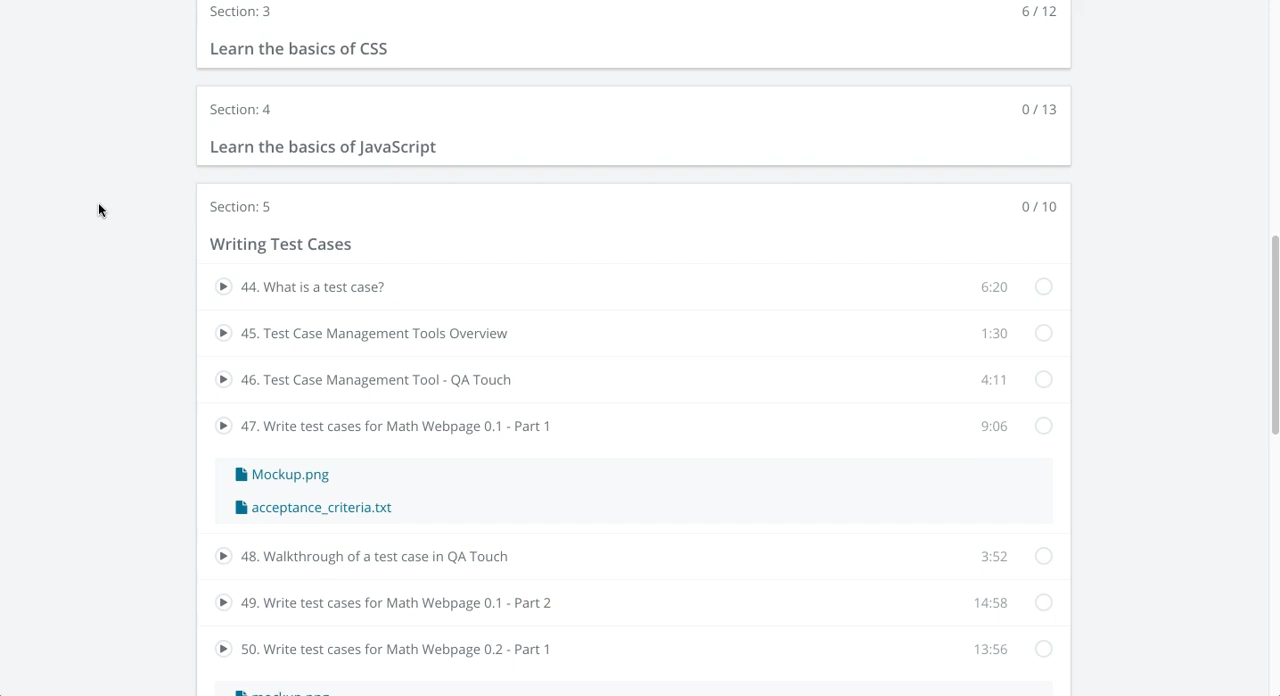 Section: 3 6 / 12
Learn the basics of CSS
Section: 4 0 / 13
Learn the basics of JavaScript
Section: 5 0 / 10
Writing Test Cases
44. What is a test case? 6:20
45. Test Case Management Tools Overview 1:30
46. Test Case Management Tool - QA Touch 4:11
47. Write test cases for Math Webpage 0.1 - Part 1 9:06
Mockup.png
acceptance_criteria.txt
48. Walkthrough of a test case in QA Touch 3:52
49. Write test cases for Math Webpage 0.1 - Part 2 14:58
50. Write test cases for Math Webpage 0.2 - Part 1 13:56
mockup.png